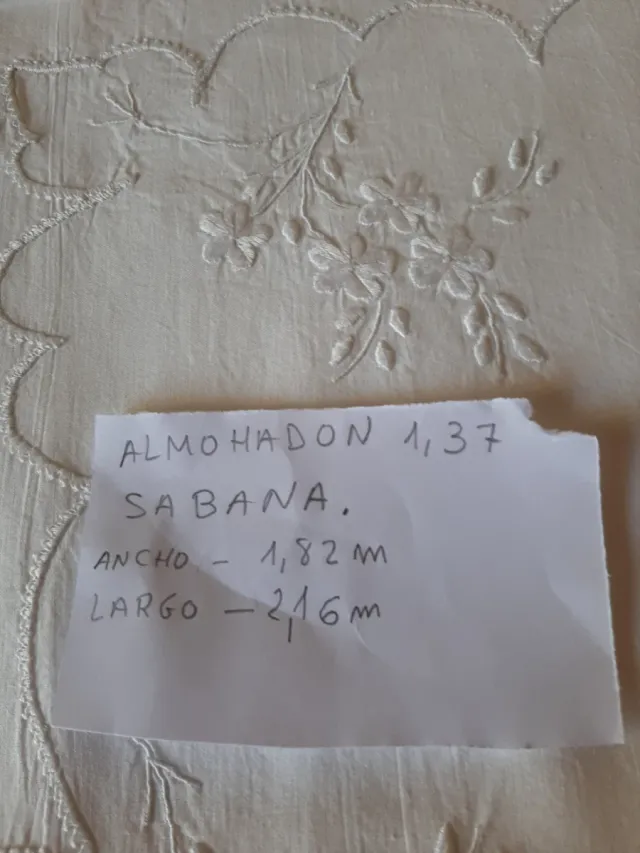 ALMOHADON 1,37
SABANA.
ANCHO - 1,82 m
LARGO - 2,16 m